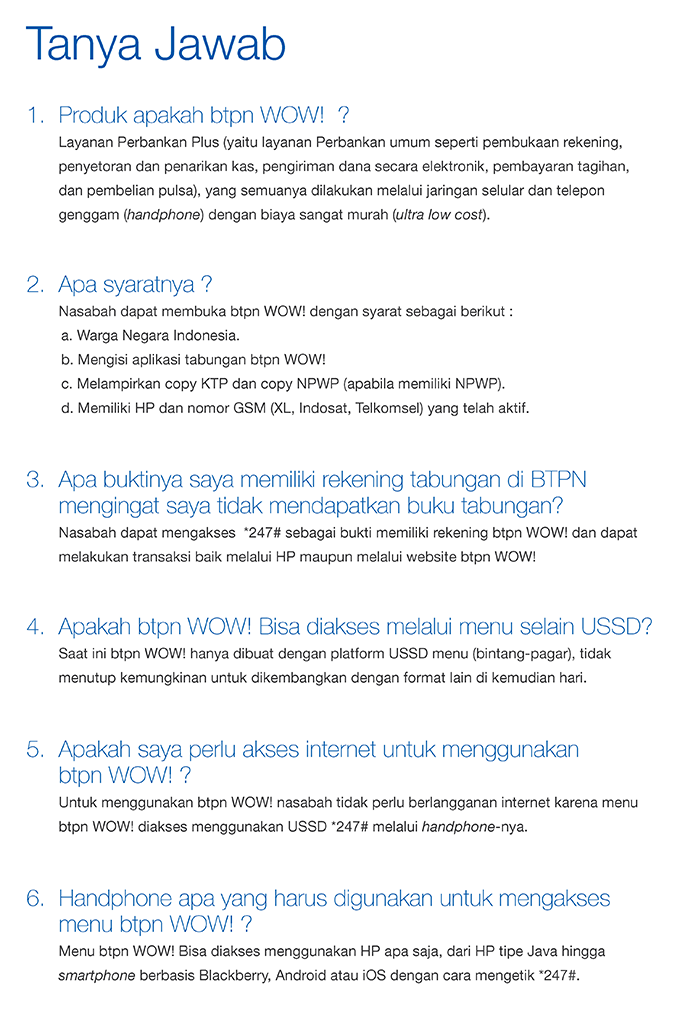 Tanya Jawab
1. Produk apakah btpn WOW! ?
Layanan Perbankan Plus (yaitu layanan Perbankan umum seperti pembukaan rekening,
penyetoran dan penarikan kas, pengiriman dana secara elektronik, pembayaran tagihan,
dan pembelian pulsa), yang semuanya dilakukan melalui jaringan selular dan telepon
genggam (handphone) dengan biaya sangat murah (ultra low cost).
2. Apa syaratnya ?
Nasabah dapat membuka btpn WOW! dengan syarat sebagai berikut :
a. Warga Negara Indonesia.
b. Mengisi aplikasi tabungan btpn WOW!
c. Melampirkan copy KTP dan copy NPWP (apabila memiliki NPWP).
d. Memiliki HP dan nomor GSM (XL, Indosat, Telkomsel) yang telah aktif.
3. Apa buktinya saya memiliki rekening tabungan di BTPN
mengingat saya tidak mendapatkan buku tabungan?
Nasabah dapat mengakses *247# sebagai bukti memiliki rekening btpn WOW! dan dapat
melakukan transaksi baik melalui HP maupun melalui website btpn WOW!
4. Apakah btpn WOW! Bisa diakses melalui menu selain USSD?
Saat ini btpn WOW! hanya dibuat dengan platform USSD menu (bintang-pagar), tidak
menutup kemungkinan untuk dikembangkan dengan format lain di kemudian hari.
5. Apakah saya perlu akses internet untuk menggunakan
btpn WOW! ?
Untuk menggunakan btpn WOW! nasabah tidak perlu berlangganan internet karena menu
btpn WOW! diakses menggunakan USSD *247# melalui handphone-nya.
6. Handphone apa yang harus digunakan untuk mengakses
menu btpn WOW! ?
Menu btpn WOW! Bisa diakses menggunakan HP apa saja, dari HP tipe Java hingga
smartphone berbasis Blackberry, Android atau iOS dengan cara mengetik *247#.